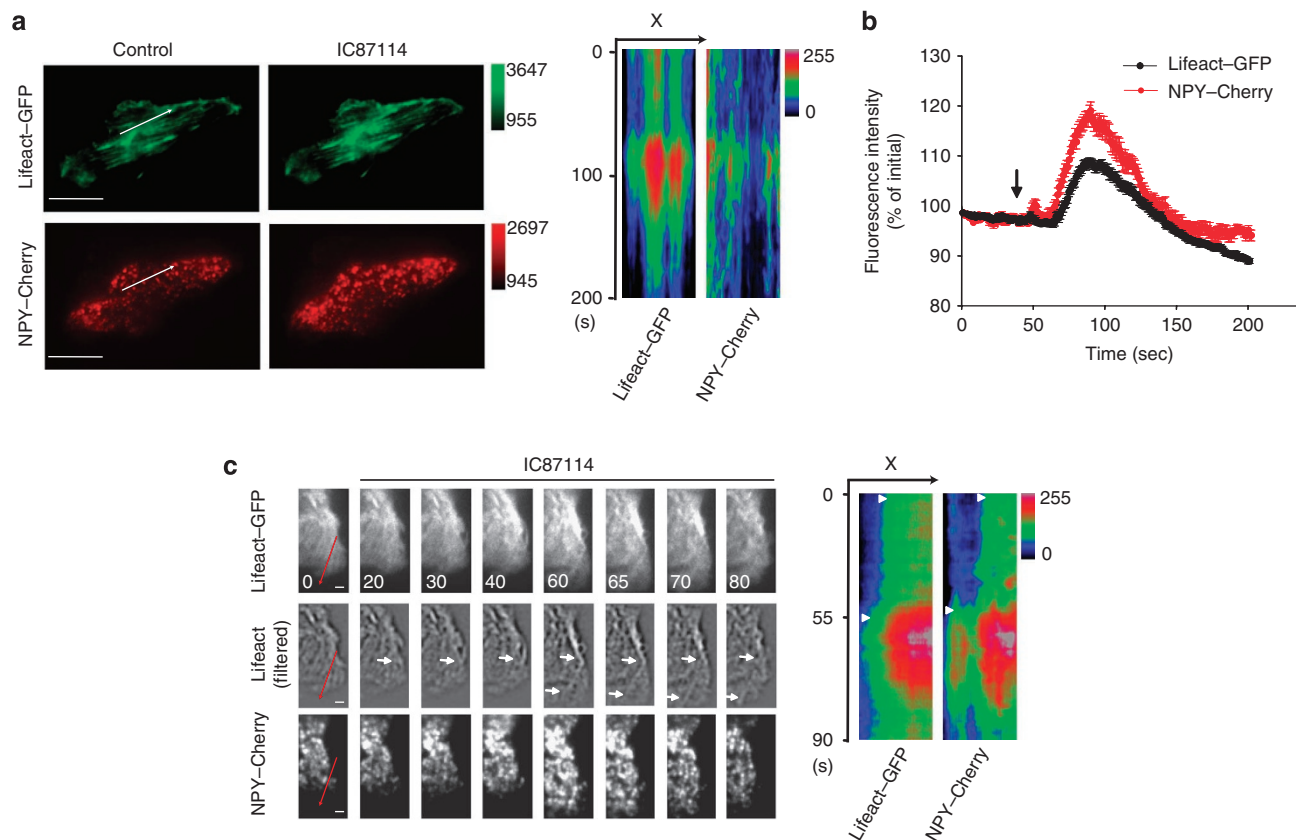 a
Control
IC87114
Lifeact–GFP
3647
955
NPY–Cherry
2697
945
X
0
100
200
(s)
255
0
Lifeact–GFP
NPY–Cherry
b
130
120
110
100
90
80
Fluorescence intensity
(% of initial)
Lifeact–GFP
NPY–Cherry
0
50
100
150
200
Time (sec)
c
IC87114
Lifeact–GFP
0
20
30
40
60
65
70
80
Lifeact
(filtered)
NPY–Cherry
X
0
55
90
(s)
255
0
Lifeact–GFP
NPY–Cherry